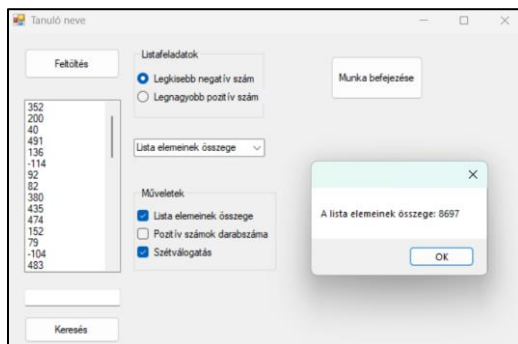 Tanuló neve
Feltöltés
352
200
40
491
136
-114
92
82
380
435
474
152
79
-104
483
Keresés
Listafeladatok
Legkisebb negatív szám
Legnagyobb pozitív szám
Lista elemeinek összege
Műveletek
Lista elemeinek összege
Pozitív számok darabszáma
Szétválogatás
Munka befejezése
A lista elemeinek összege: 8697
OK